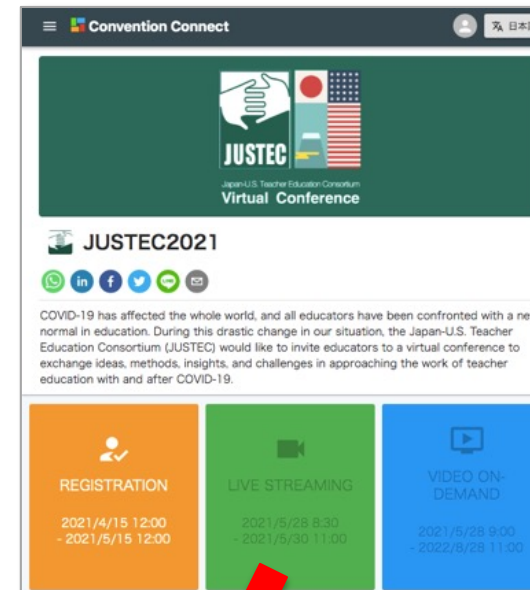 Convention Connect
日本
JUSTEC
Japan-U.S. Teacher Education Consortium
Virtual Conference
JUSTEC2021
COVID-19 has affected the whole world, and all educators have been confronted with a ne
normal in education. During this drastic change in our situation, the Japan-U.S. Teacher
Education Consortium (JUSTEC) would like to invite educators to a virtual conference to
exchange ideas, methods, insights, and challenges in approaching the work of teacher
education with and after COVID-19.
REGISTRATION
2021/4/15 12:00
- 2021/5/15 12:00
LIVE STREAMING
2021/5/28 8:30
- 2021/5/30 11:00
VIDEO ON-
DEMAND
2021/5/28 9:00
- 2022/8/28 11:00